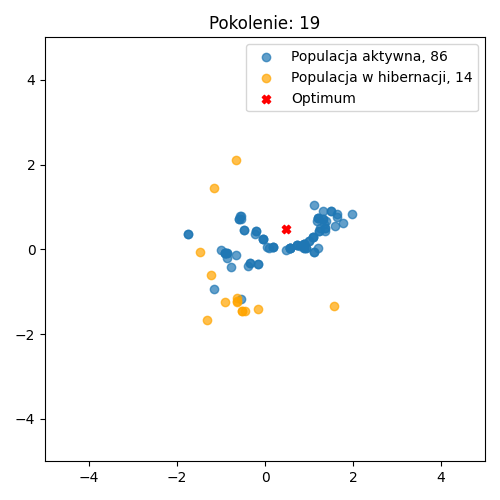 Pokolenie: 19
Populacja aktywna, 86
Populacja w hibernacji, 14
Optimum
4
2
0
−2
−4
−4 −2 0 2 4